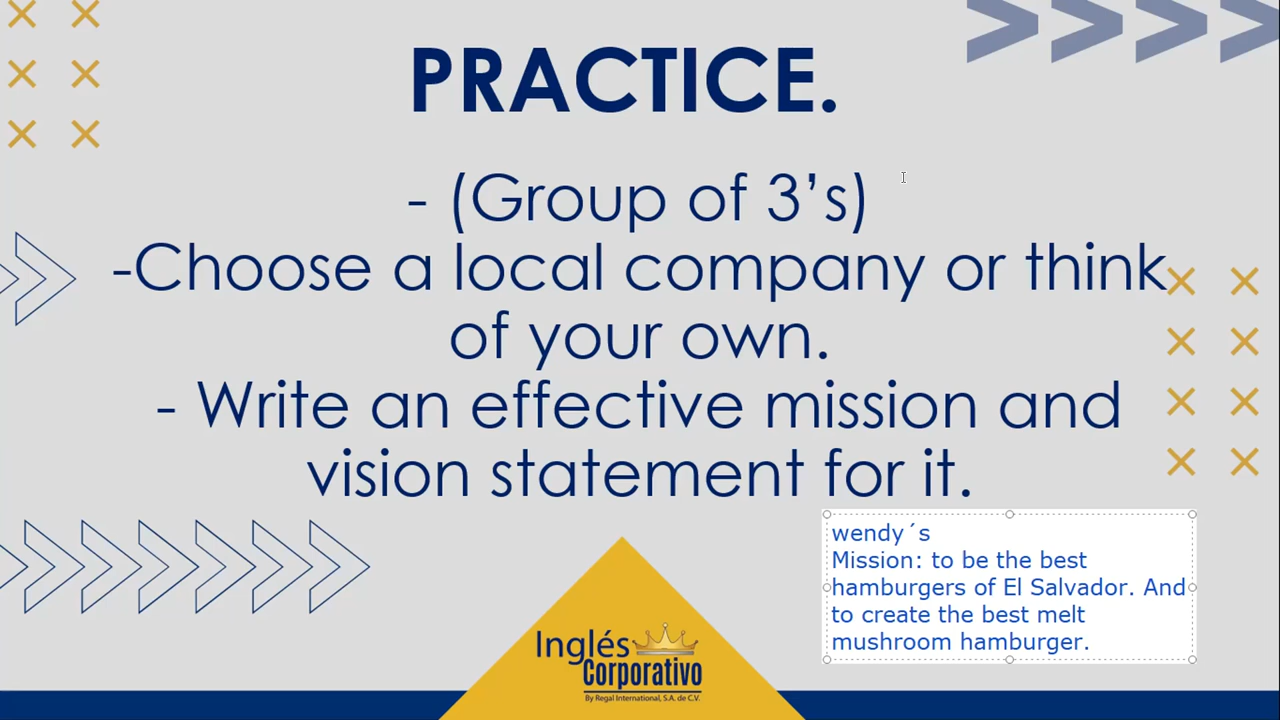 PRACTICE.
- (Group of 3’s)
-Choose a local company or think
of your own.
- Write an effective mission and
vision statement for it.
wendy´s
Mission: to be the best
hamburgers of El Salvador. And
to create the best melt
mushroom hamburger.
Inglés
Corporativo
By Regal International, S.A. de C.V.